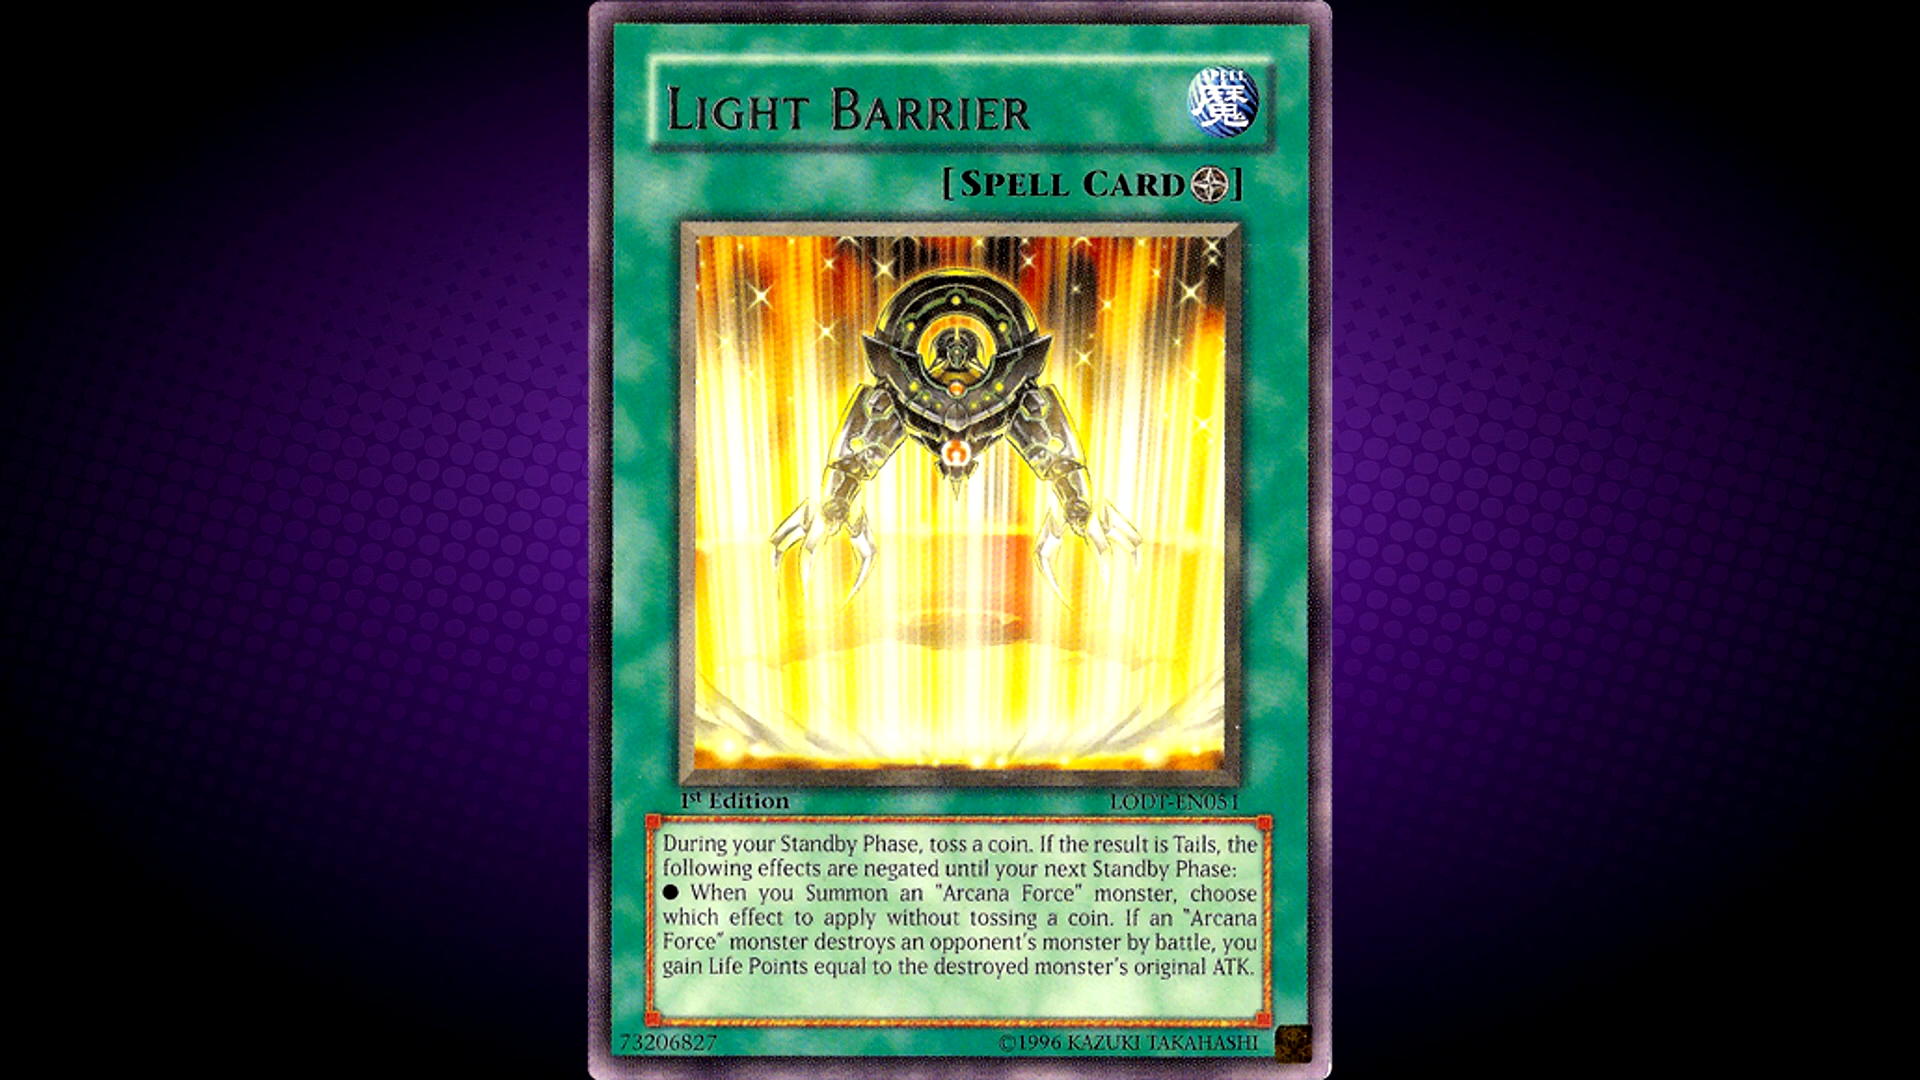 LIGHT BARRIER
SPELL
魔
[SPELL CARD]
1st Edition
LODT-EN051
During your Standby Phase, toss a coin. If the result is Tails, the
following effects are negated until your next Standby Phase:
● When you Summon an "Arcana Force" monster, choose
which effect to apply without tossing a coin. If an "Arcana
Force" monster destroys an opponent's monster by battle, you
gain Life Points equal to the destroyed monster's original ATK.
73206827
©1996 KAZUKI TAKAHASHI